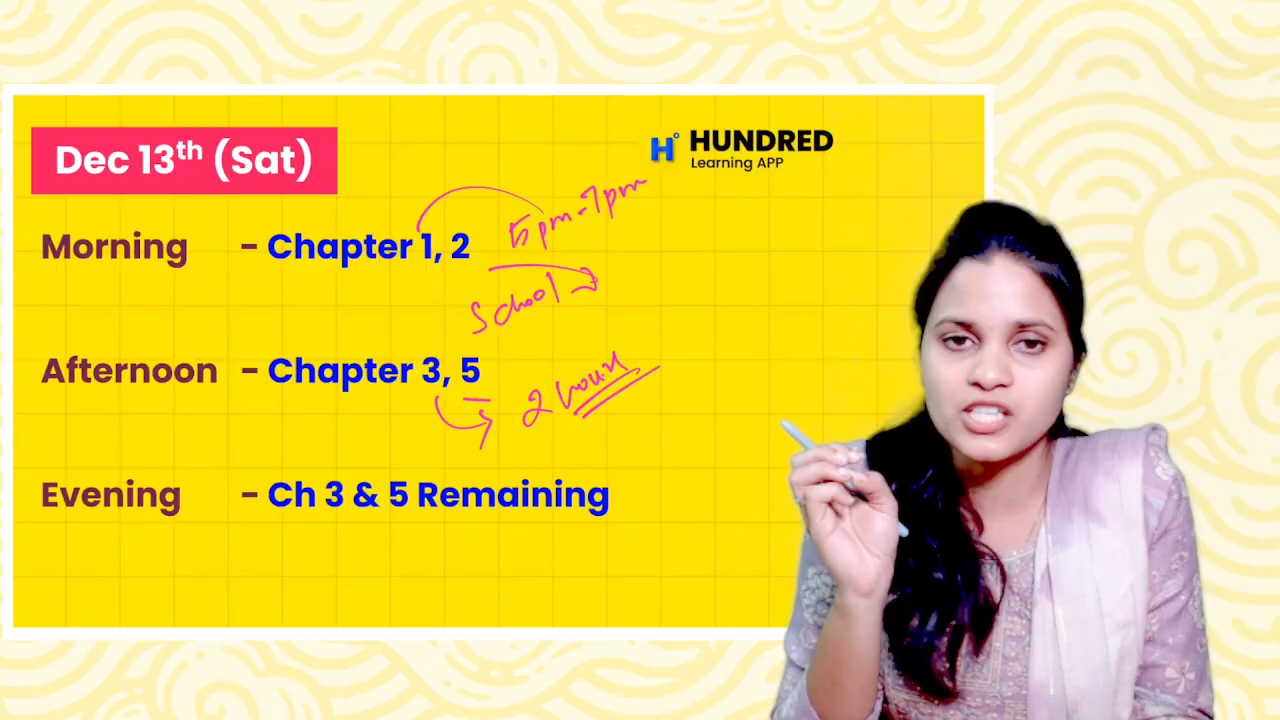 Dec 13th (Sat)
HUNDRED
Learning APP
Morning - Chapter 1, 2
5pm-7pm
School →
Afternoon - Chapter 3, 5
2 hours
Evening - Ch 3 & 5 Remaining